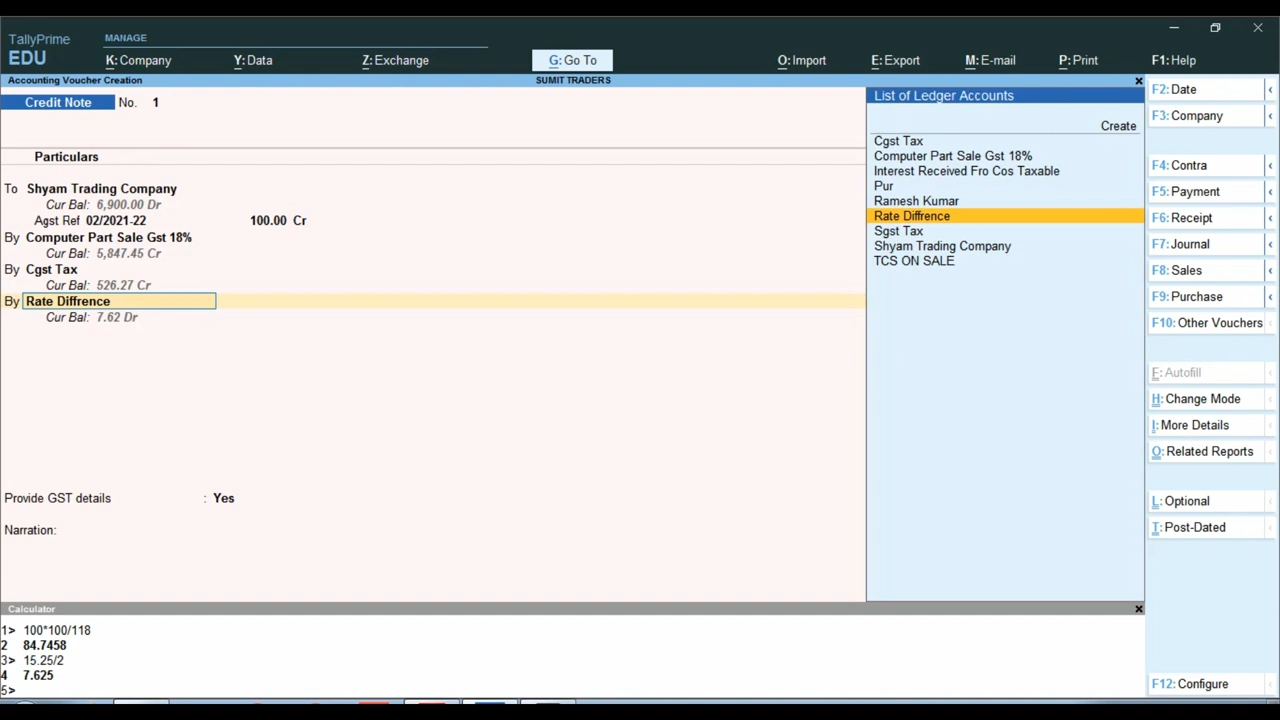 TallyPrime
EDU
MANAGE
K: Company
Y: Data
Z: Exchange
G: Go To
O: Import
E: Export
M: E-mail
P: Print
F1: Help
Accounting Voucher Creation
SUMIT TRADERS
Credit Note No. 1
Particulars
To Shyam Trading Company
Cur Bal: 6,900.00 Dr
Agst Ref 02/2021-22 100.00 Cr
By Computer Part Sale Gst 18%
Cur Bal: 5,847.45 Cr
By Cgst Tax
Cur Bal: 526.27 Cr
By Rate Diffrence
Cur Bal: 7.62 Dr
Provide GST details : Yes
Narration:
List of Ledger Accounts
Create
Cgst Tax
Computer Part Sale Gst 18%
Interest Received Fro Cos Taxable
Pur
Ramesh Kumar
Rate Diffrence
Sgst Tax
Shyam Trading Company
TCS ON SALE
F2: Date
F3: Company
F4: Contra
F5: Payment
F6: Receipt
F7: Journal
F8: Sales
F9: Purchase
F10: Other Vouchers
E: Autofill
H: Change Mode
I: More Details
O: Related Reports
L: Optional
T: Post-Dated
F12: Configure
Calculator
1> 100*100/118
2 84.7458
3> 15.25/2
4 7.625
5>